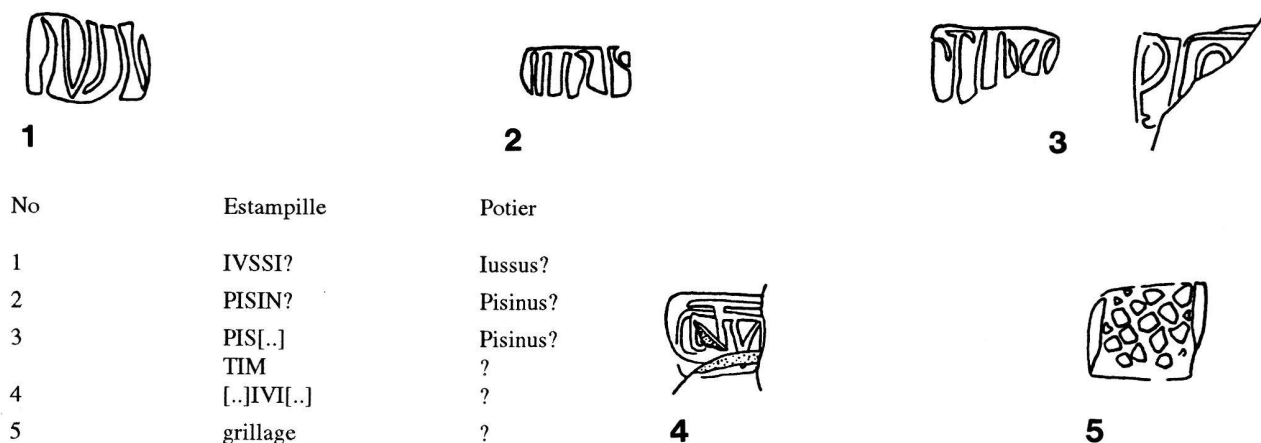 1 2 3
No Estampille Potier
1 IVSSI? Iussus?
2 PISIN? Pisinus?
3 PIS[..] Pisinus?
TIM ?
4 [..]IVI[..] ?
5 grillage ?
4 5